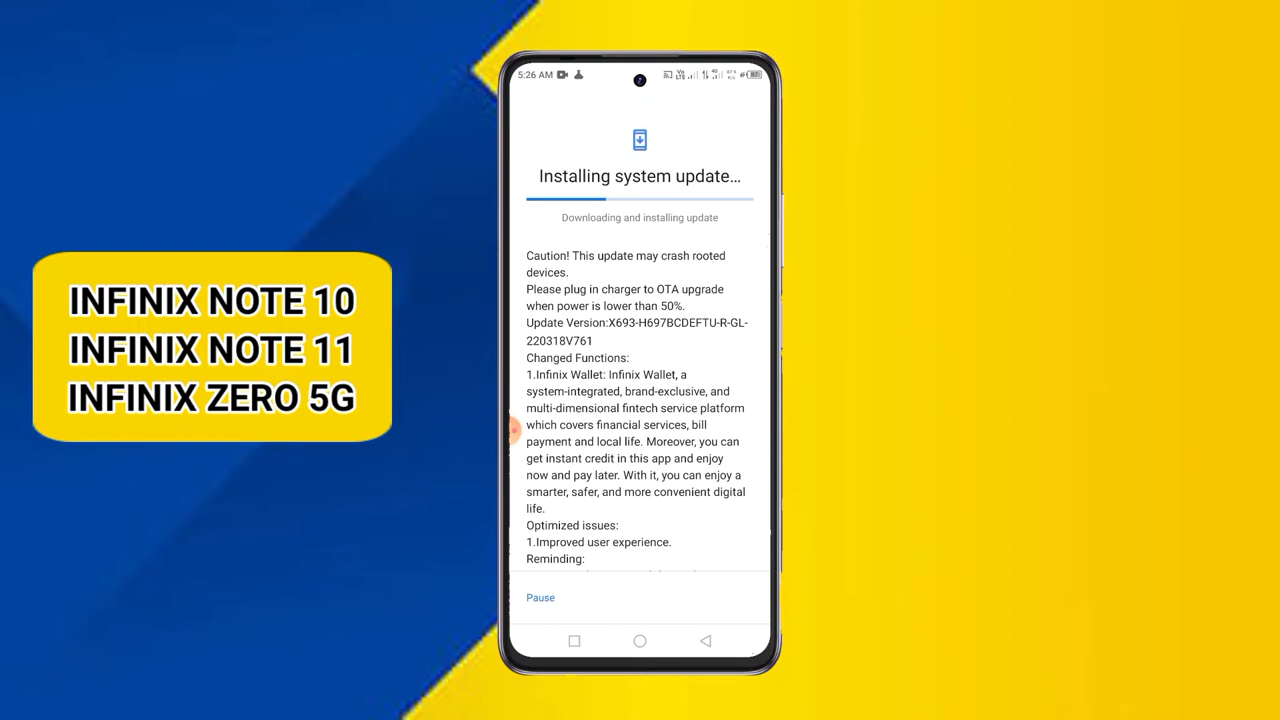 INFINIX NOTE 10
INFINIX NOTE 11
INFINIX ZERO 5G
5:26 AM
Installing system update...
Downloading and installing update
Caution! This update may crash rooted
devices.
Please plug in charger to OTA upgrade
when power is lower than 50%.
Update Version:X693-H697BCDEFTU-R-GL-
220318V761
Changed Functions:
1.Infinix Wallet: Infinix Wallet, a
system-integrated, brand-exclusive, and
multi-dimensional fintech service platform
which covers financial services, bill
payment and local life. Moreover, you can
get instant credit in this app and enjoy
now and pay later. With it, you can enjoy a
smarter, safer, and more convenient digital
life.
Optimized issues:
1.Improved user experience.
Reminding:
Pause